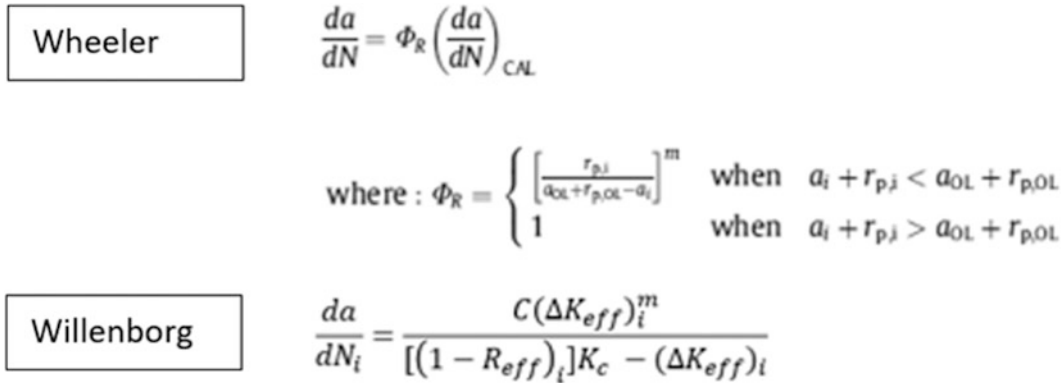 Wheeler da/dN = Φ_R (da/dN)_CAL
where : Φ_R = { [r_p,i / (a_OL + r_p,OL − a_i)]^m when a_i + r_p,i < a_OL + r_p,OL
1 when a_i + r_p,i > a_OL + r_p,OL
Willenborg da/dN_i = C(ΔK_eff)_i^m / ([(1 − R_eff)_i]K_c − (ΔK_eff)_i)